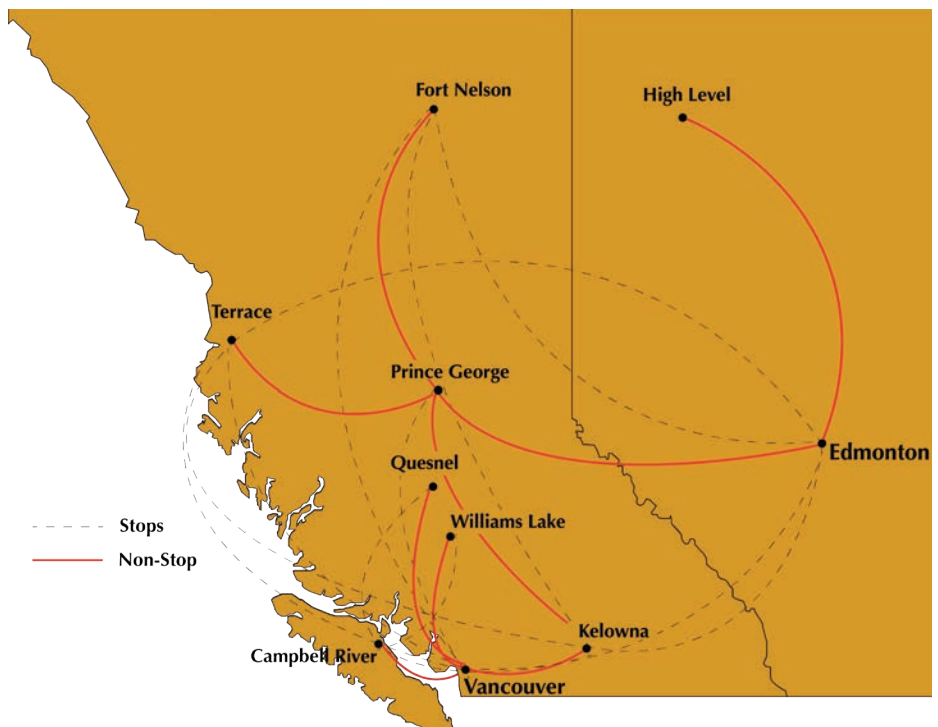 Fort Nelson
High Level
Terrace
Prince George
Edmonton
Quesnel
Williams Lake
Stops
Non-Stop
Kelowna
Campbell River
Vancouver